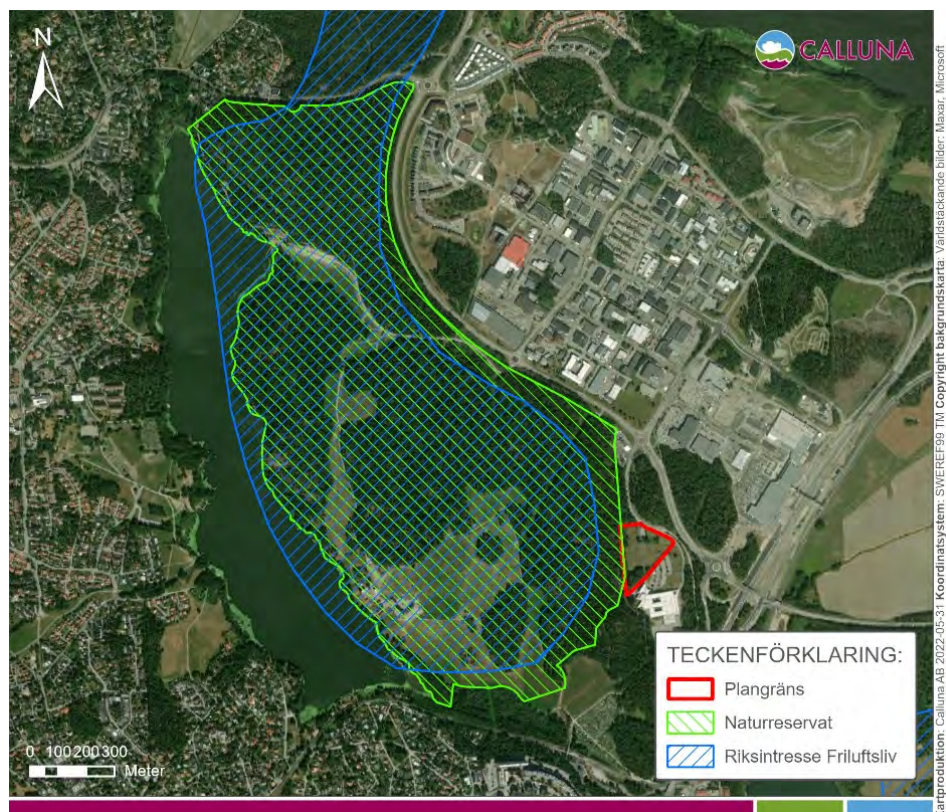 N
CALLUNA
0 100200300
Meter
TECKENFÖRKLARING:
Plangräns
Naturreservat
Riksintresse Friluftsliv
artproduktion: Calluna AB 2022-05-31 Koordinatsystem: SWEREF99 TM Copyright bakgrundskarta: Världstäckande bilder: Maxar, Microsoft